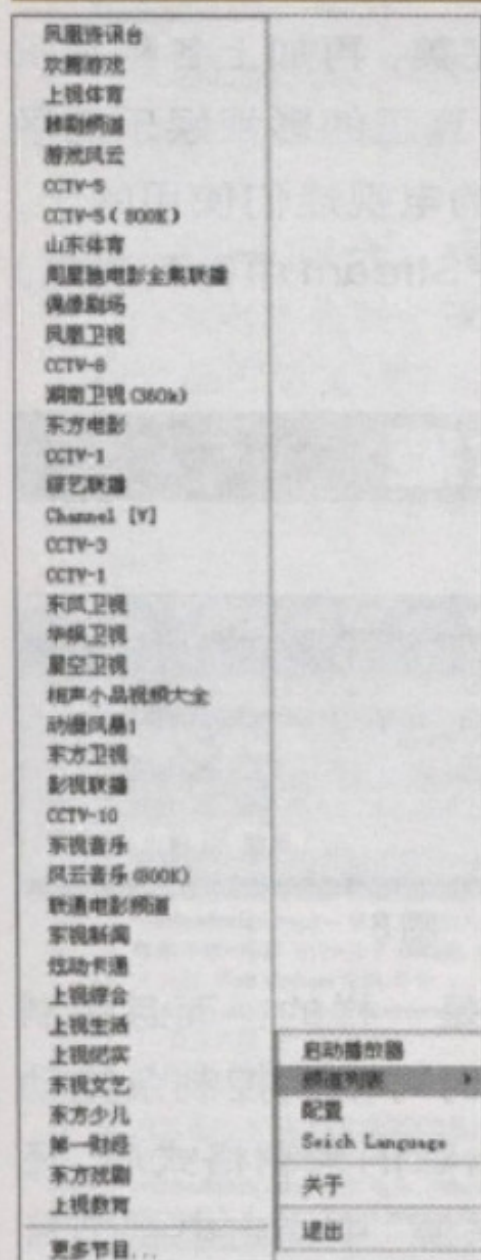 凤凰资讯台
欢腾游戏
上视体育
韩剧频道
游戏风云
CCTV-5
CCTV-5(800K)
山东体育
周星驰电影全集联播
偶像剧场
凤凰卫视
CCTV-6
湖南卫视(360k)
东方电影
CCTV-1
综艺联播
Channel [V]
CCTV-3
CCTV-1
东风卫视
华娱卫视
星空卫视
相声小品视频大全
动漫风暴1
东方卫视
影视联播
CCTV-10
东视音乐
风云音乐(800K)
联通电影频道
东视新闻
炫动卡通
上视综合
上视生活
上视纪实
东视文艺
东方少儿
第一财经
东方戏剧
上视教育
更多节目...
启动播放器
频道列表
配置
Seich Language
关于
退出